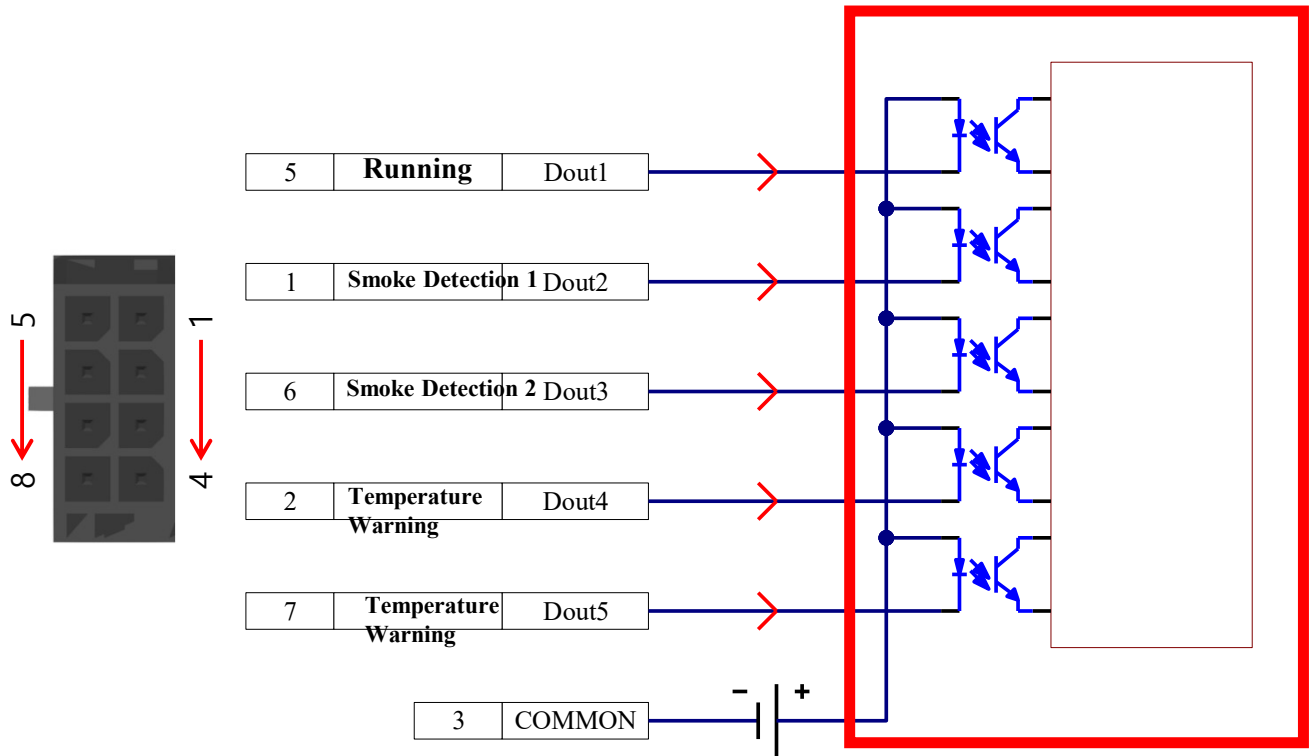 5 Running Dout1
1 Smoke Detection 1 Dout2
6 Smoke Detection 2 Dout3
2 Temperature Warning Dout4
7 Temperature Warning Dout5
3 COMMON
- +
5
8
1
4